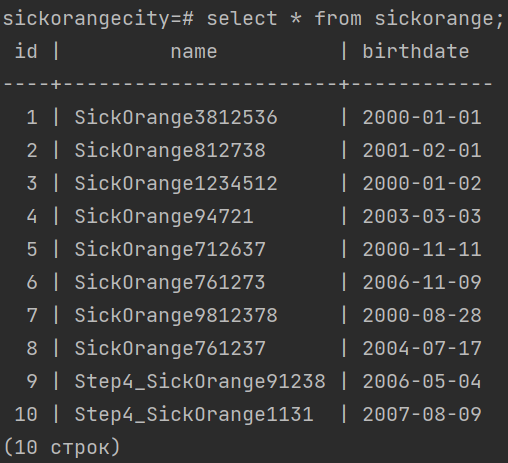 sickorangecity=# select * from sickorange;
 id |         name          | birthdate
----+-----------------------+------------
  1 | SickOrange3812536     | 2000-01-01
  2 | SickOrange812738      | 2001-02-01
  3 | SickOrange1234512     | 2000-01-02
  4 | SickOrange94721       | 2003-03-03
  5 | SickOrange712637      | 2000-11-11
  6 | SickOrange761273      | 2006-11-09
  7 | SickOrange9812378     | 2000-08-28
  8 | SickOrange761237      | 2004-07-17
  9 | Step4_SickOrange91238 | 2006-05-04
 10 | Step4_SickOrange1131  | 2007-08-09
(10 строк)